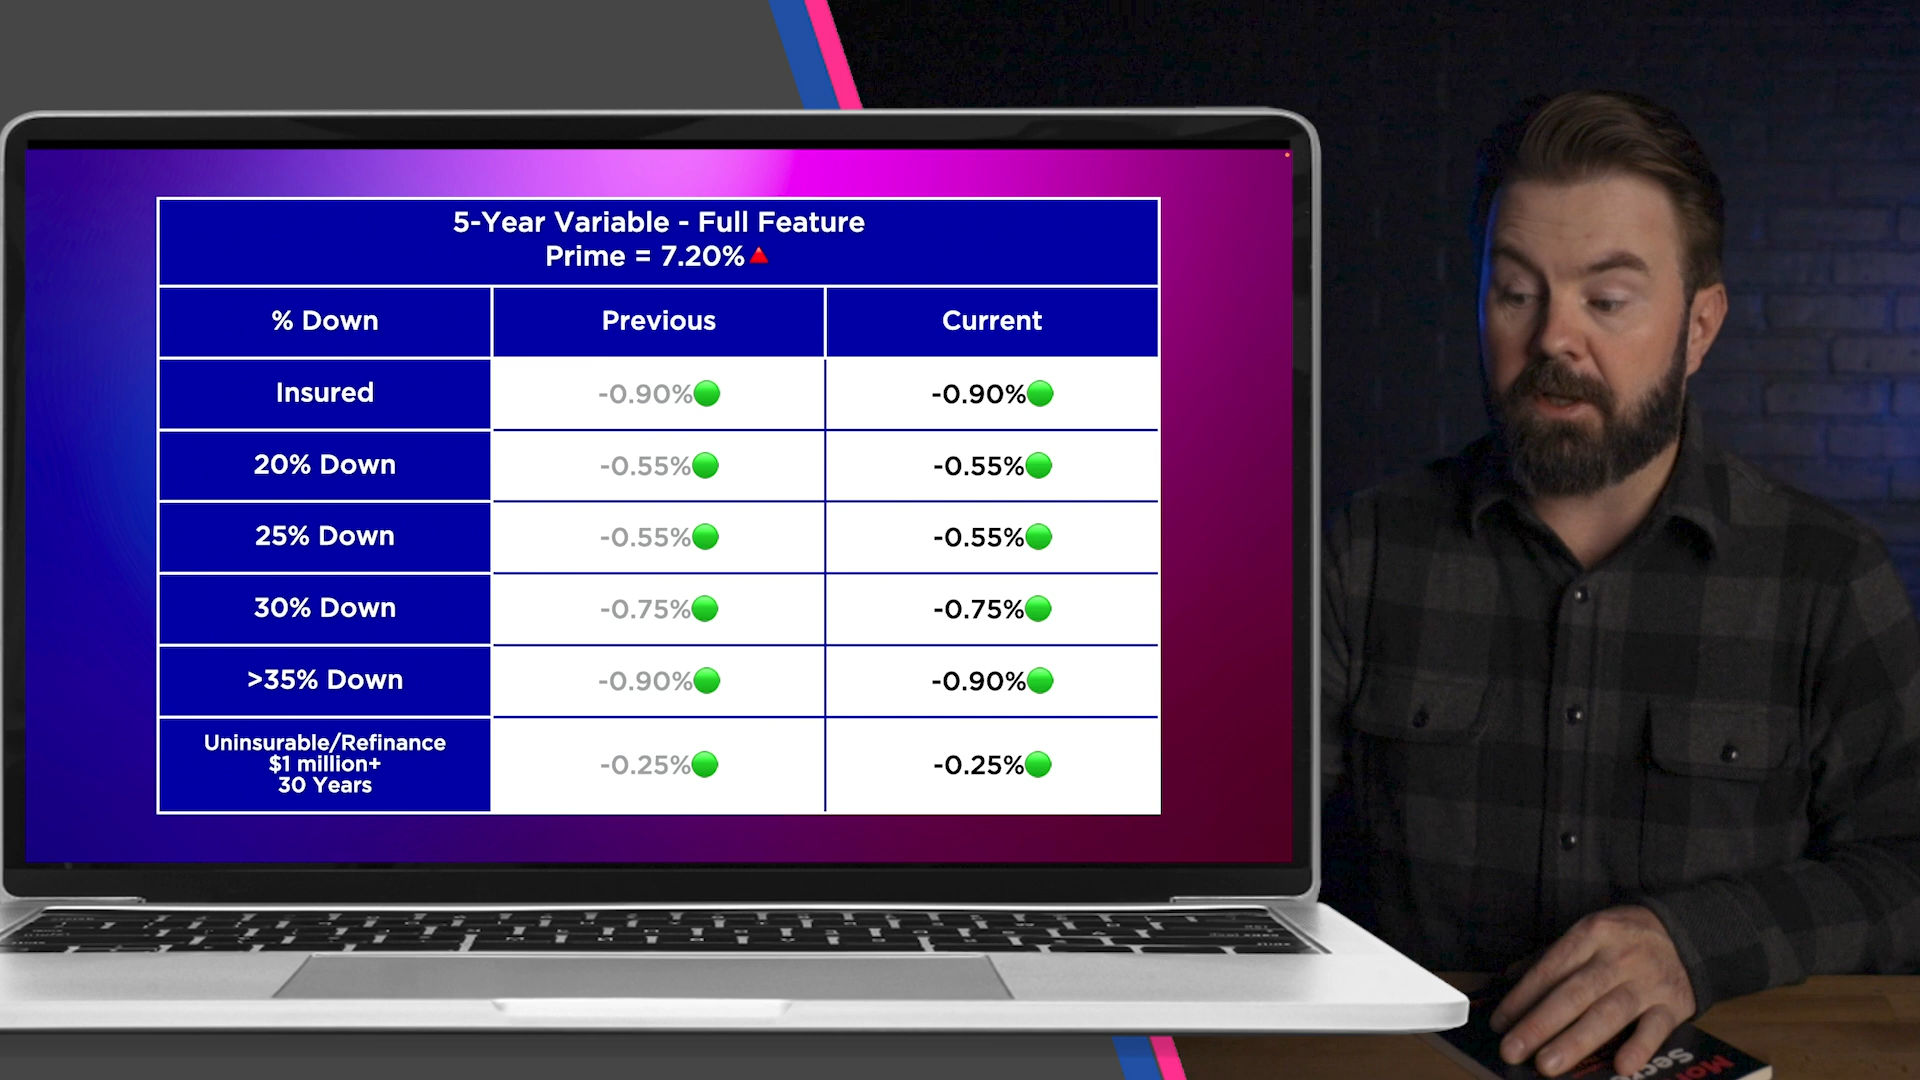 5-Year Variable - Full Feature
Prime = 7.20%
% Down
Previous
Current
Insured
-0.90%
-0.90%
20% Down
-0.55%
-0.55%
25% Down
-0.55%
-0.55%
30% Down
-0.75%
-0.75%
>35% Down
-0.90%
-0.90%
Uninsurable/Refinance
$1 million+
30 Years
-0.25%
-0.25%